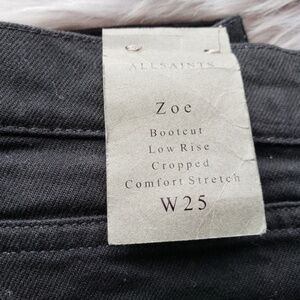 ALLSAINTS
Zoe
Bootcut
Low Rise
Cropped
Comfort Stretch
W25